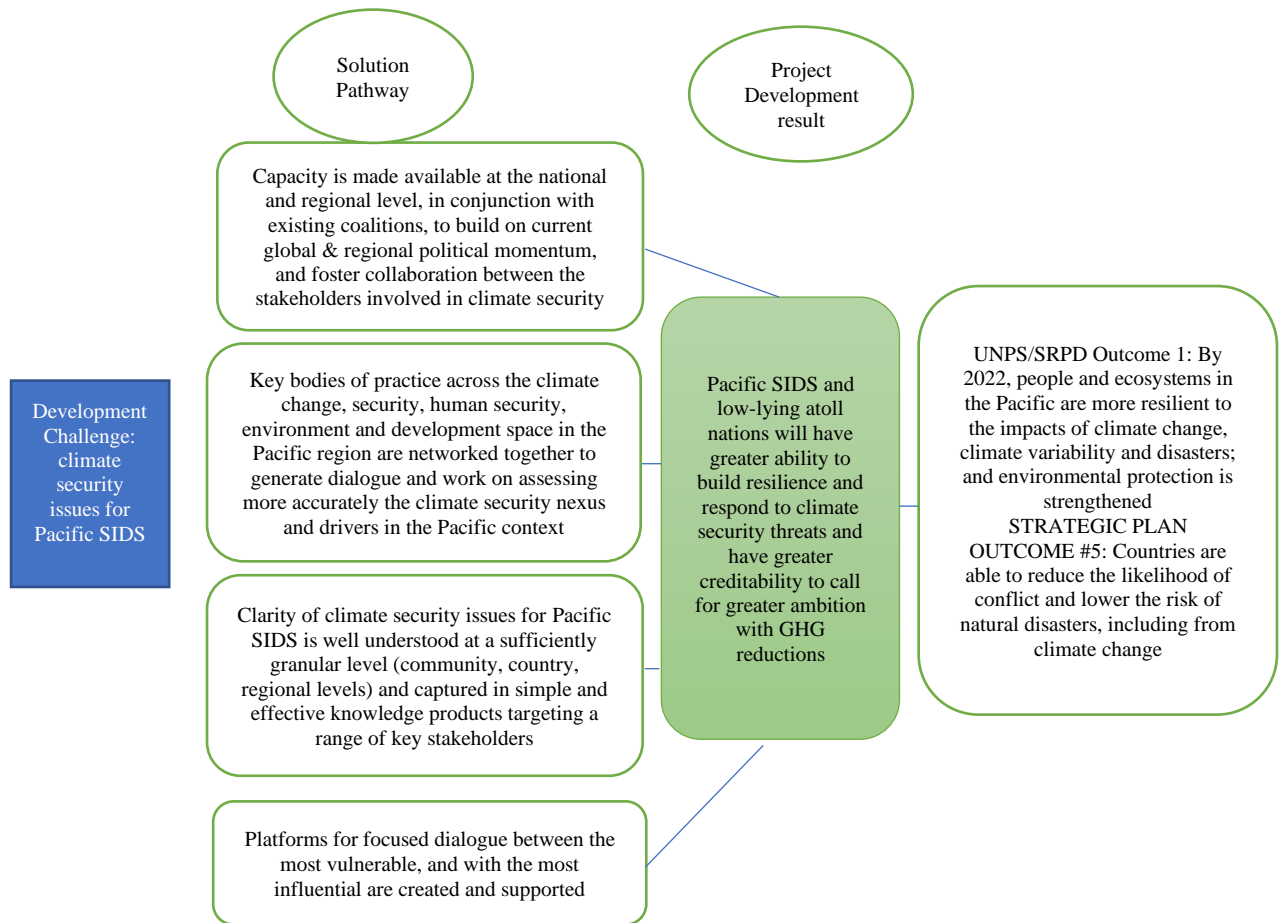 Solution
Pathway
Project
Development
result
Capacity is made available at the national
and regional level, in conjunction with
existing coalitions, to build on current
global & regional political momentum,
and foster collaboration between the
stakeholders involved in climate security
Key bodies of practice across the climate
change, security, human security,
environment and development space in the
Pacific region are networked together to
generate dialogue and work on assessing
more accurately the climate security nexus
and drivers in the Pacific context
Clarity of climate security issues for Pacific
SIDS is well understood at a sufficiently
granular level (community, country,
regional levels) and captured in simple and
effective knowledge products targeting a
range of key stakeholders
Platforms for focused dialogue between the
most vulnerable, and with the most
influential are created and supported
Development
Challenge:
climate
security
issues for
Pacific SIDS
Pacific SIDS and
low-lying atoll
nations will have
greater ability to
build resilience and
respond to climate
security threats and
have greater
creditability to call
for greater ambition
with GHG
reductions
UNPS/SRPD Outcome 1: By
2022, people and ecosystems in
the Pacific are more resilient to
the impacts of climate change,
climate variability and disasters;
and environmental protection is
strengthened
STRATEGIC PLAN
OUTCOME #5: Countries are
able to reduce the likelihood of
conflict and lower the risk of
natural disasters, including from
climate change